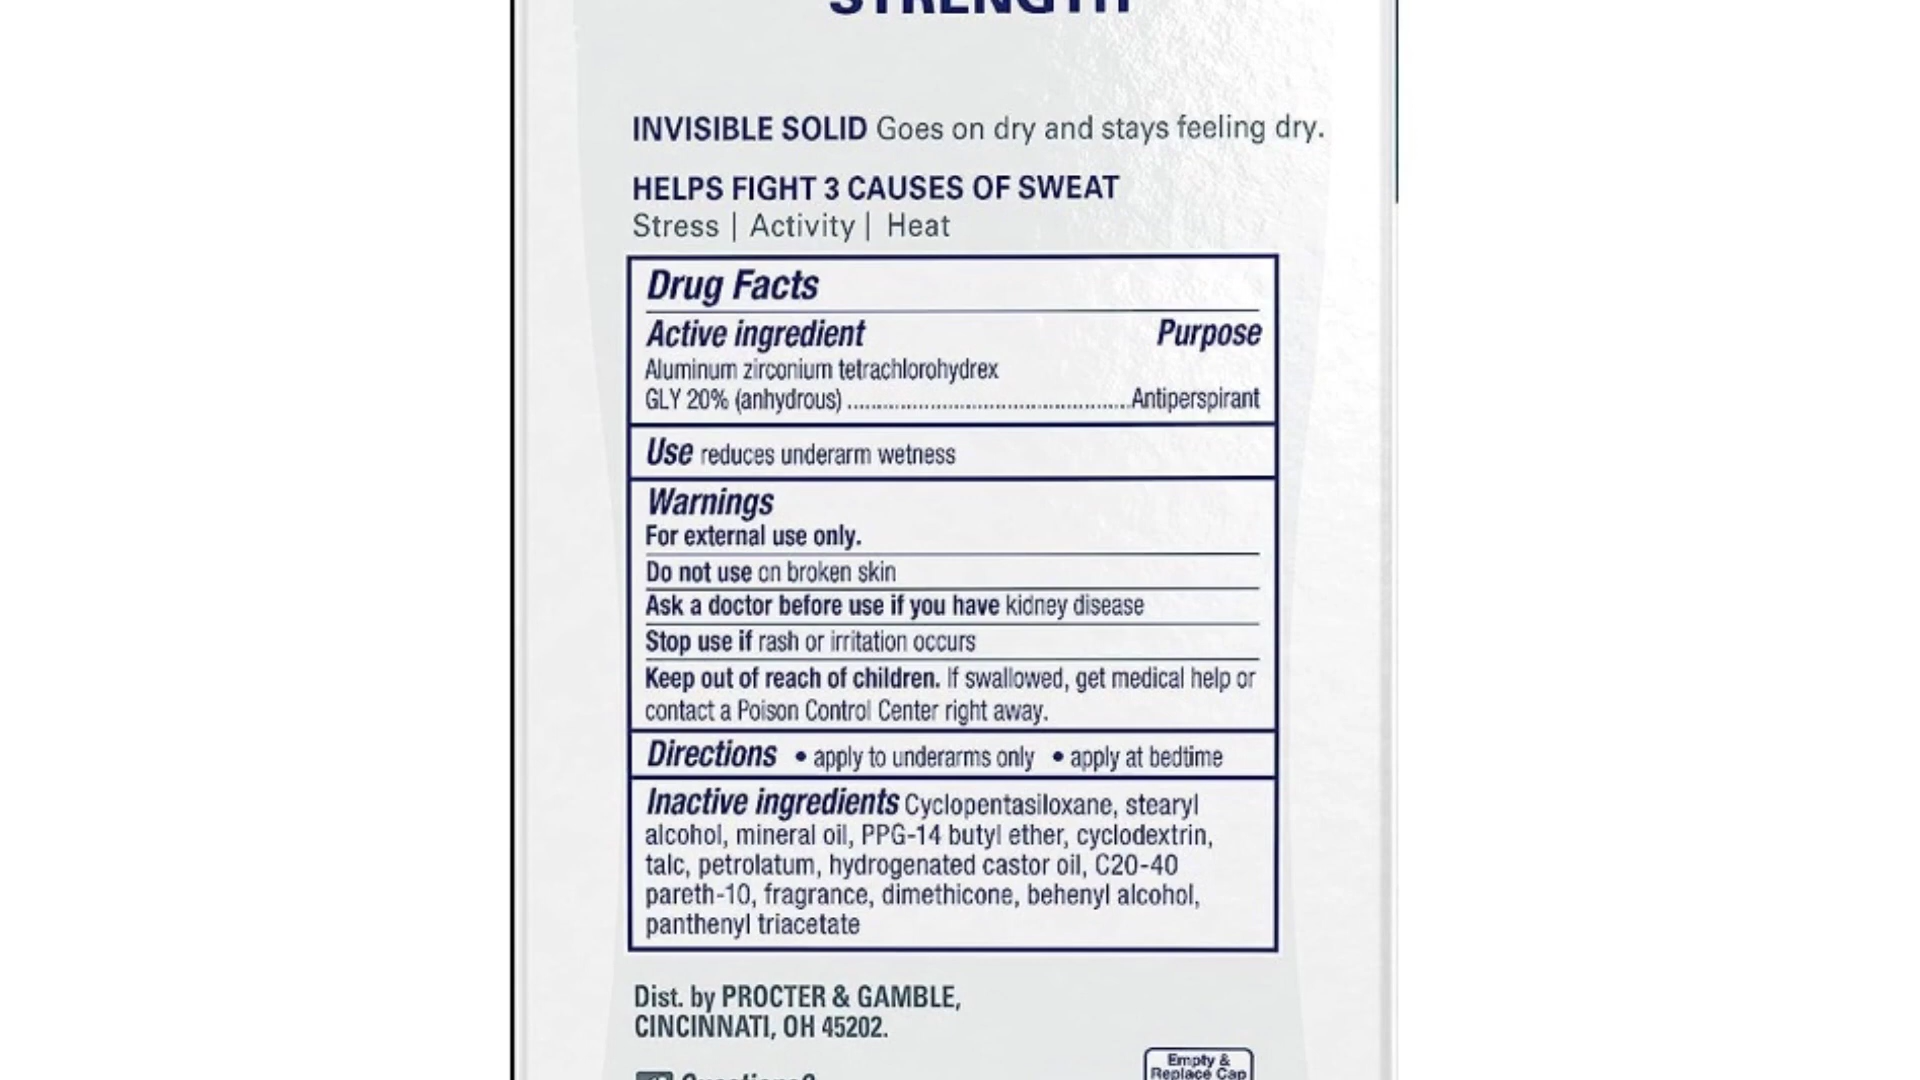 STRENGTH
INVISIBLE SOLID Goes on dry and stays feeling dry.
HELPS FIGHT 3 CAUSES OF SWEAT
Stress | Activity | Heat
Drug Facts
Active ingredient Purpose
Aluminum zirconium tetrachlorohydrex
GLY 20% (anhydrous) ................................................ Antiperspirant
Use reduces underarm wetness
Warnings
For external use only.
Do not use on broken skin
Ask a doctor before use if you have kidney disease
Stop use if rash or irritation occurs
Keep out of reach of children. If swallowed, get medical help or
contact a Poison Control Center right away.
Directions • apply to underarms only • apply at bedtime
Inactive ingredients Cyclopentasiloxane, stearyl
alcohol, mineral oil, PPG-14 butyl ether, cyclodextrin,
talc, petrolatum, hydrogenated castor oil, C20-40
pareth-10, fragrance, dimethicone, behenyl alcohol,
panthenyl triacetate
Dist. by PROCTER & GAMBLE,
CINCINNATI, OH 45202.
Questions?
Empty &
Replace Cap